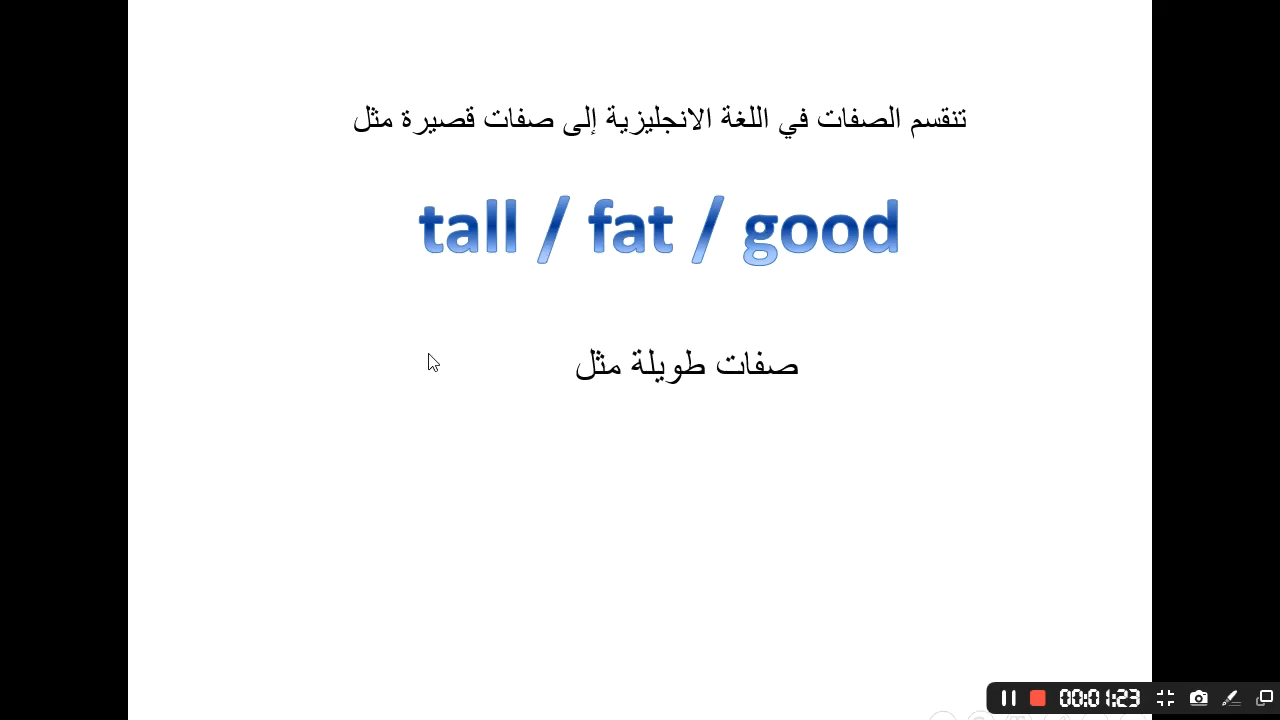 تنقسم الصفات في اللغة الانجليزية إلى صفات قصيرة مثل
tall / fat / good
صفات طويلة مثل
00:01:23